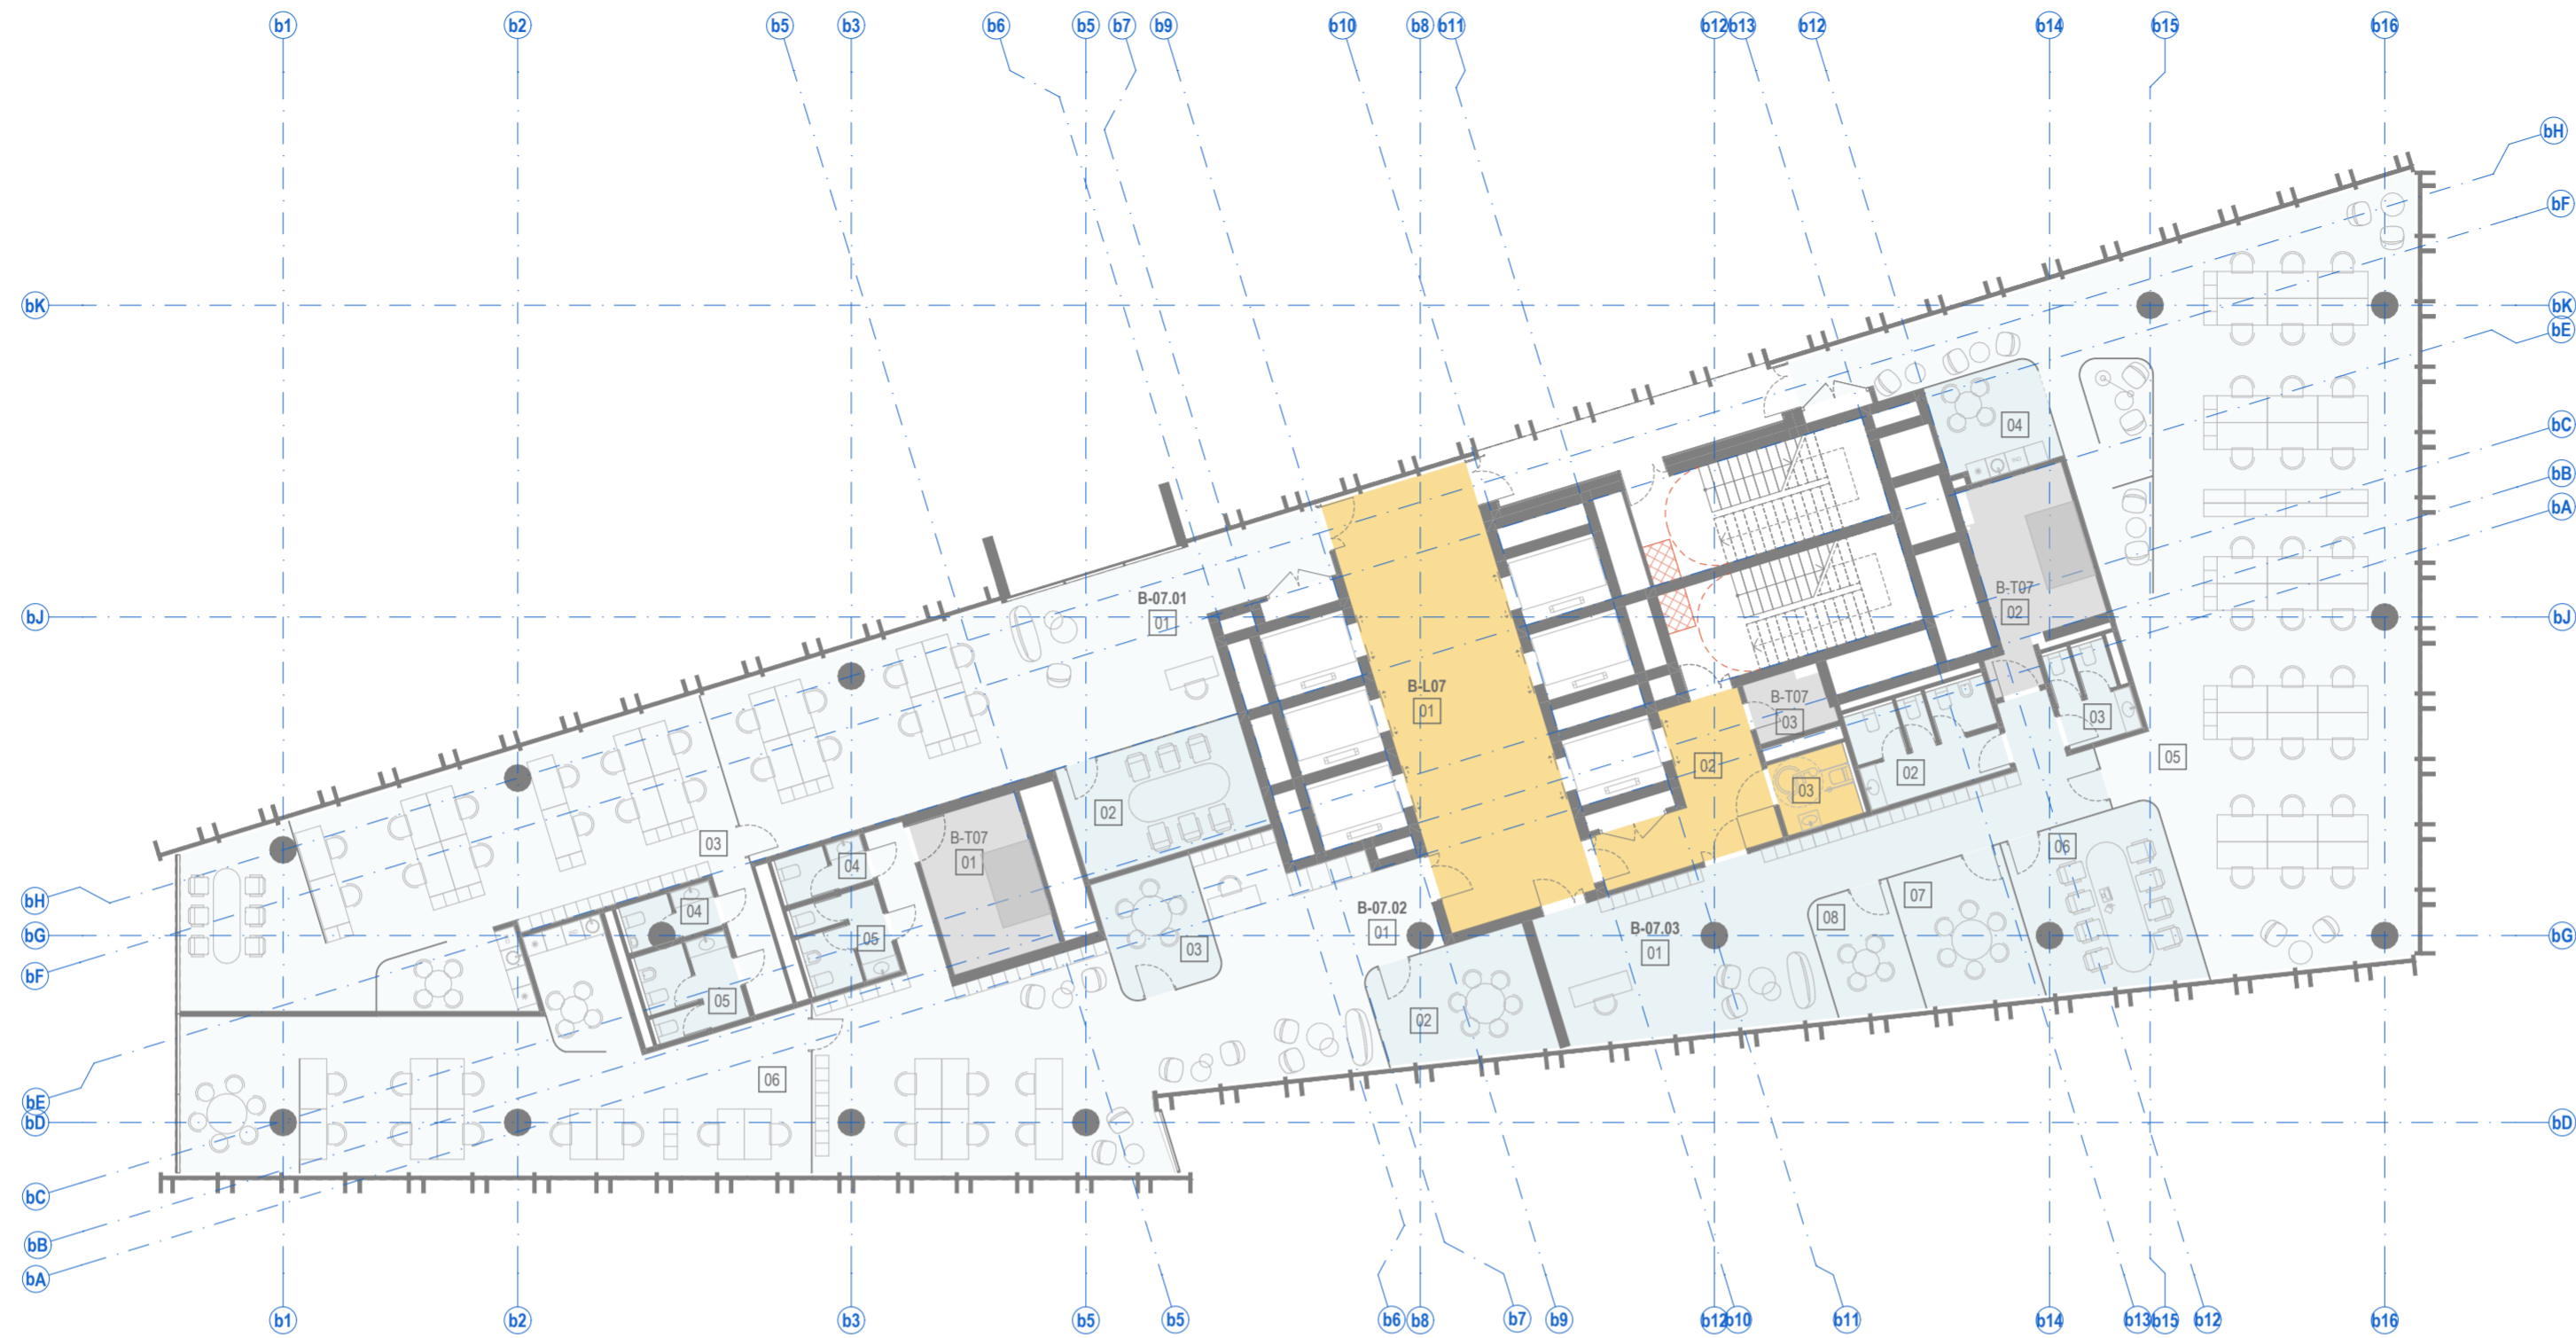 b1 b2 b5 b3 b6 b5 b7 b9 b10 b8 b11 b12 b13 b12 b14 b15 b16
bH
bF
bK bK
bE
04
bC
bB
bA
B-T07
02
B-07.01
01
bJ bJ
B-L07
01
B-T07
03
03
02
02
05
03
02
03
02
03
B-T07
01
04
06
bH
04
07
08
B-07.02
01
B-07.03
01
bG bG
05
03
bF
05
02
06
bE
bD bD
bC
bB
bA
b1 b2 b3 b5 b5 b6 b8 b7 b9 b12 b10 b11 b14 b13 b15 b12 b16